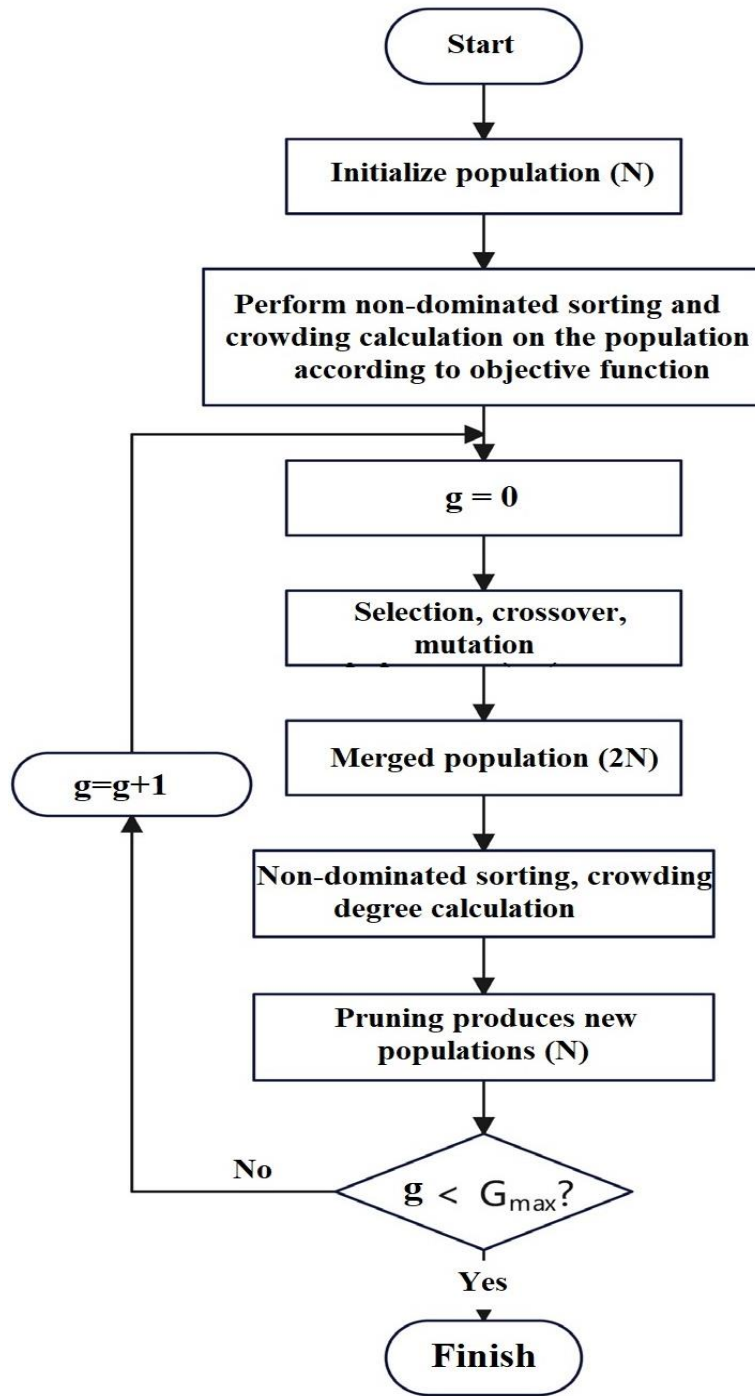 Start
Initialize population (N)
Perform non-dominated sorting and
crowding calculation on the population
according to objective function
g = 0
Selection, crossover,
mutation
Merged population (2N)
g=g+1
Non-dominated sorting, crowding
degree calculation
Pruning produces new
populations (N)
No
g < Gmax?
Yes
Finish